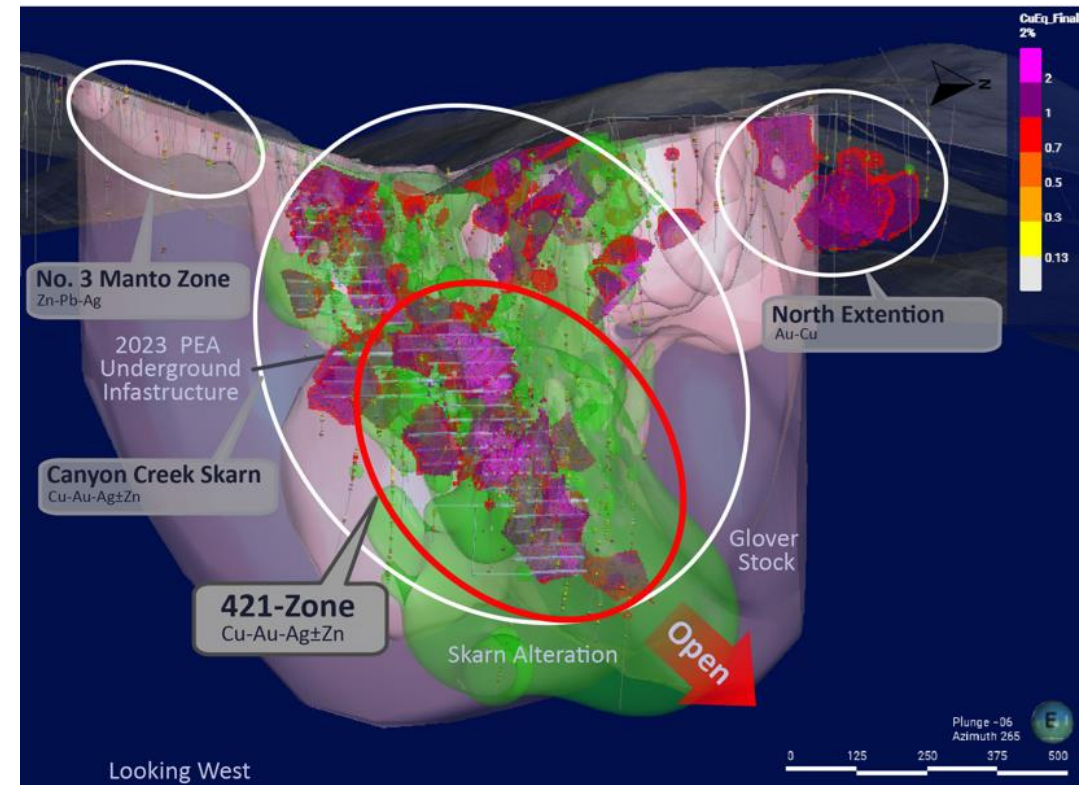 CuEq_Final
2%
2
1
0.7
0.5
0.3
0.13
N
No. 3 Manto Zone
Zn-Pb-Ag
2023 PEA
Underground
Infastructure
North Extention
Au-Cu
Canyon Creek Skarn
Cu-Au-Ag±Zn
421-Zone
Cu-Au-Ag±Zn
Glover
Stock
Skarn Alteration
Open
Plunge -06
Azimuth 265
E
0 125 250 375 500
Looking West